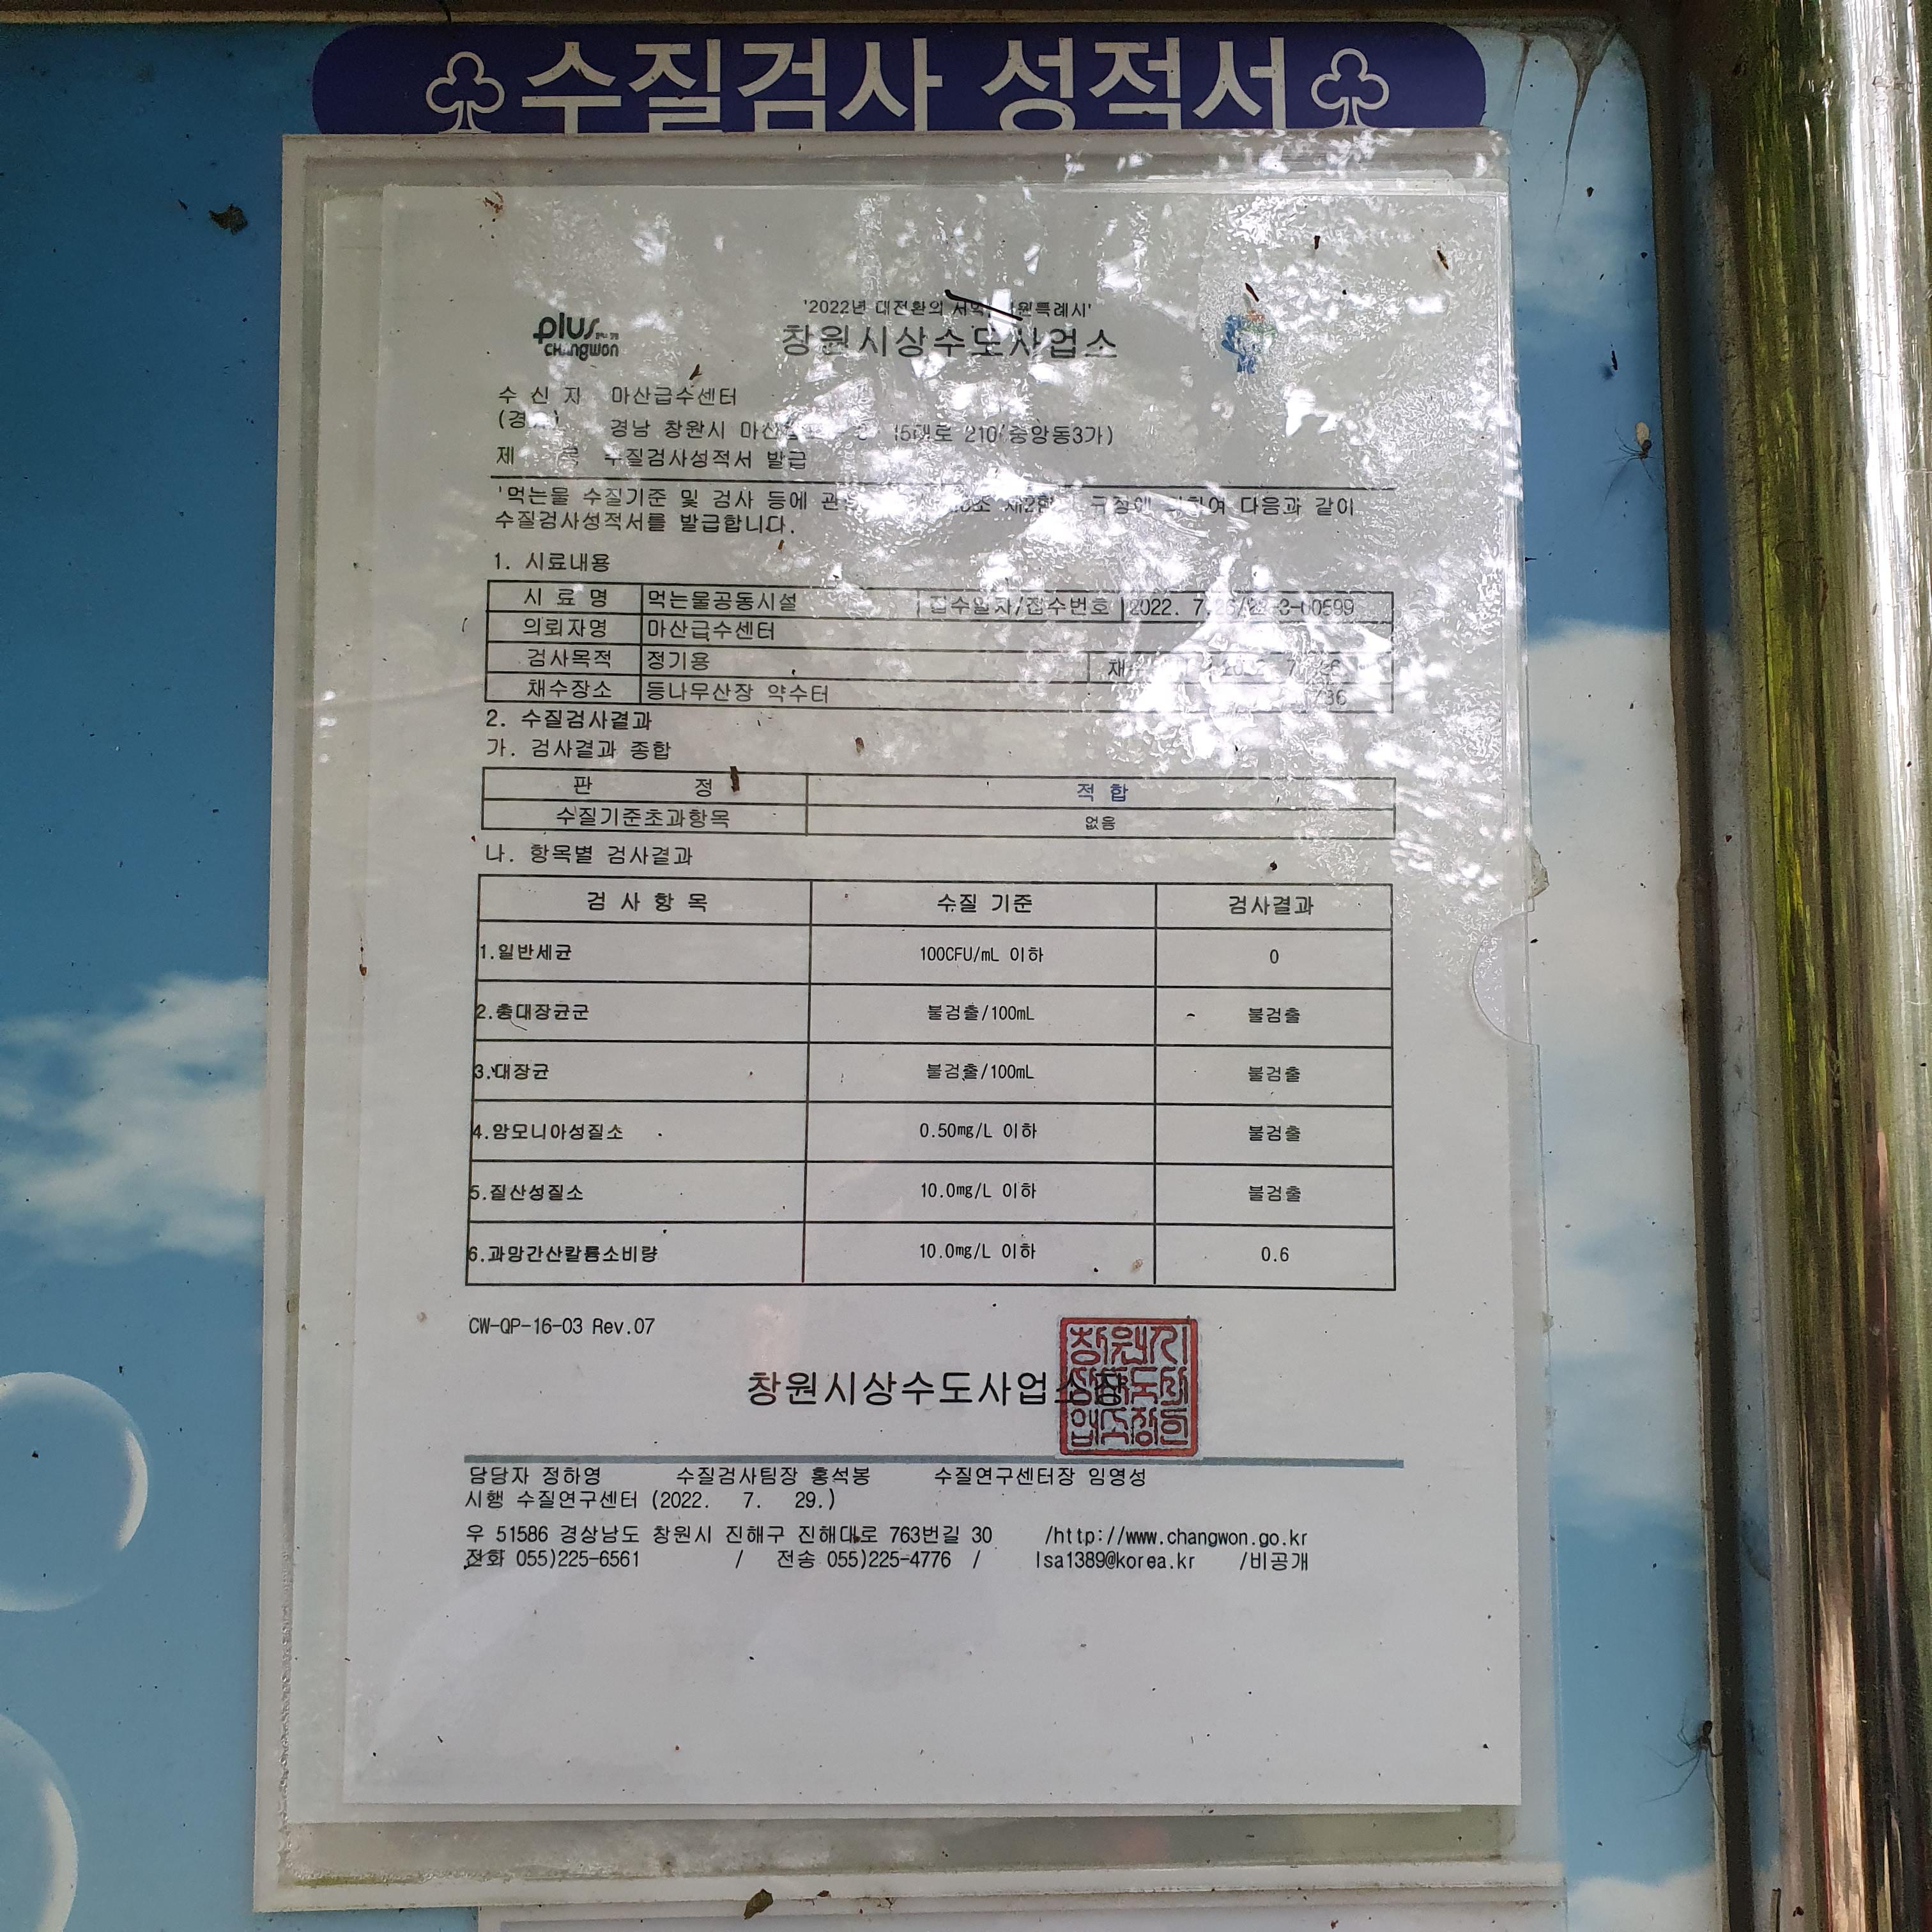 수질검사 성적서
'2022년 대전환의 원특례시'
plus
CHANGWON
창원시상수도사업소
수 신 자 마산급수센터
경남 창원시 210(중앙동3가)
제 수질검사성적서 발급
'먹는물 수질기준 및 검사 등에 제2항 규정에 다음과 같이
수질검사성적서를 발급합니다.
1. 시료내용
시 료 명 먹는물공동시설 접수일자/접수번호 2022.
의뢰자명 마산급수센터
검사목적 정기용
채수장소 등나무산장 약수터
2. 수질검사결과
가. 검사결과 종합
판 정 적 합
수질기준초과항목 없음
나. 항목별 검사결과
검 사 항 목 수질 기준 검사결과
1.일반세균 100CFU/mL 이하 0
2.총대장균군 불검출/100mL 불검출
3.대장균 불검출/100mL 불검출
4.암모니아성질소 0.50mg/L 이하 불검출
5.질산성질소 10.0mg/L 이하 불검출
6.과망간산칼륨소비량 10.0mg/L 이하 0.6
CW-QP-16-03 Rev.07
창원시상수도사업소장
담당자 정하영 수질검사팀장 홍석봉 수질연구센터장 임영성
시행 수질연구센터 (2022. 7. 29.)
우 51586 경상남도 창원시 진해구 진해대로 763번길 30 /http://www.changwon.go.kr
전화 055)225-6561 / 전송 055)225-4776 / lsa1389@korea.kr /비공개